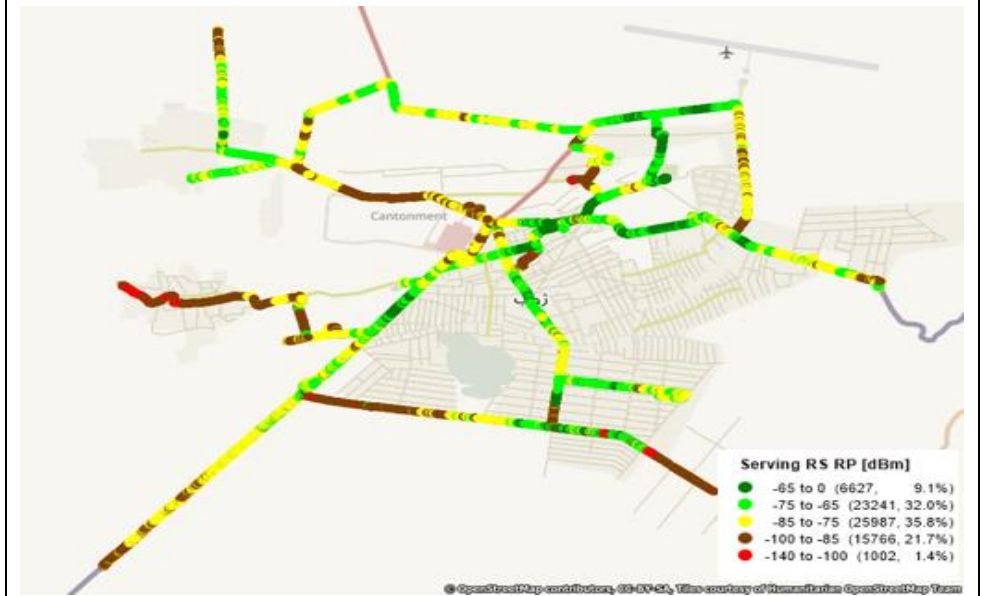 Cantonment
ژوب
Serving RS RP [dBm]
-65 to 0 (6627, 9.1%)
-75 to -65 (23241, 32.0%)
-85 to -75 (25987, 35.8%)
-100 to -85 (15766, 21.7%)
-140 to -100 (1002, 1.4%)
© OpenStreetMap contributors, CC-BY-SA, Tiles courtesy of Humanitarian OpenStreetMap Team